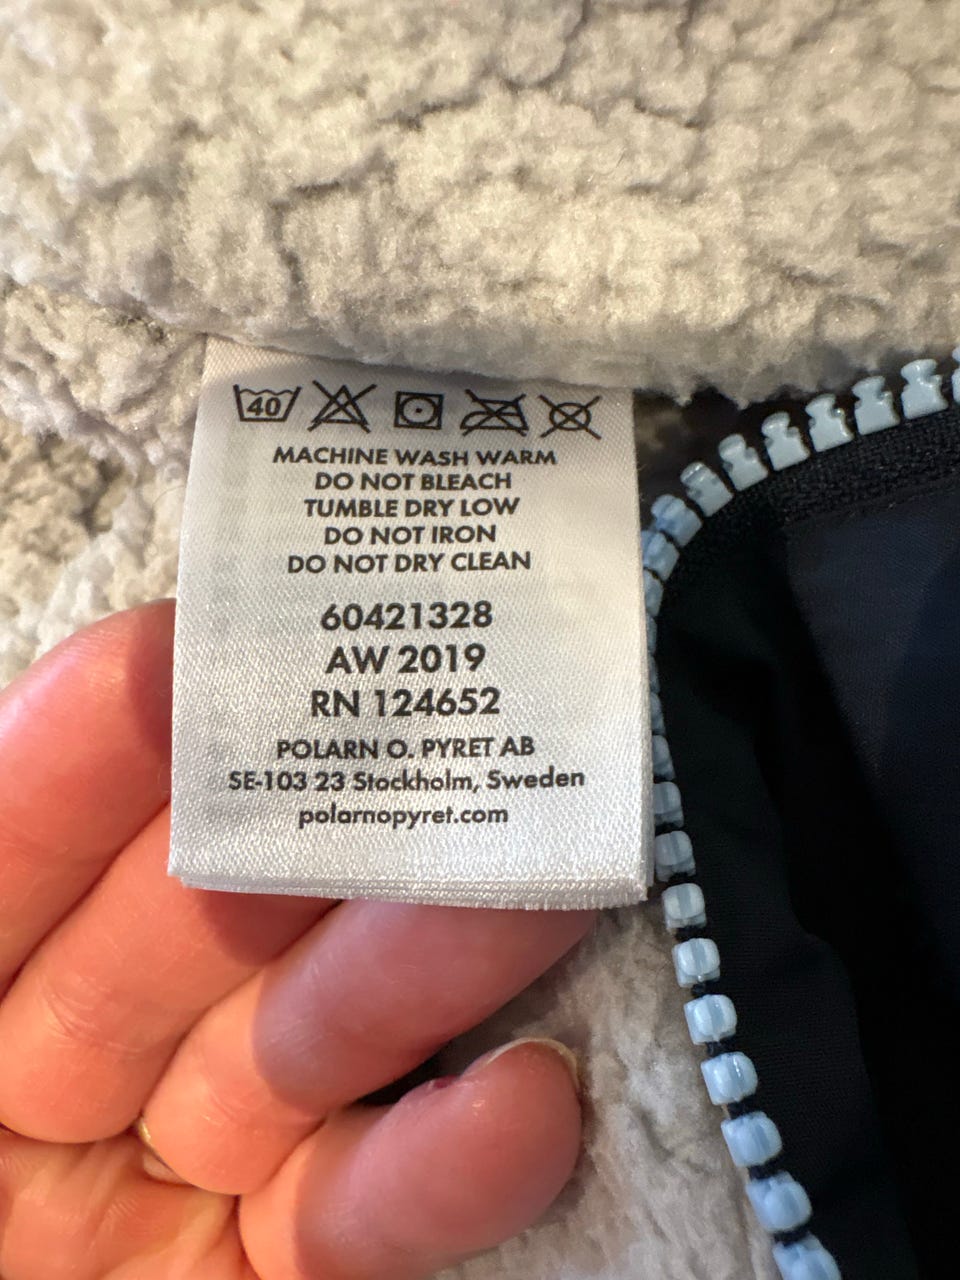 40
MACHINE WASH WARM
DO NOT BLEACH
TUMBLE DRY LOW
DO NOT IRON
DO NOT DRY CLEAN
60421328
AW 2019
RN 124652
POLARN O. PYRET AB
SE-103 23 Stockholm, Sweden
polarnopyret.com